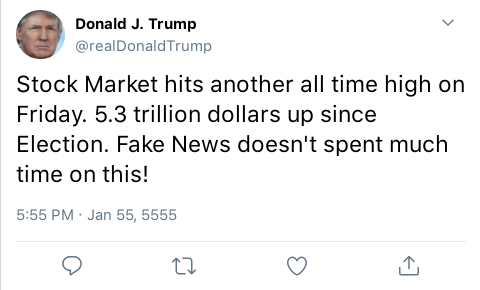 Donald J. Trump
@realDonaldTrump
Stock Market hits another all time high on
Friday. 5.3 trillion dollars up since
Election. Fake News doesn't spent much
time on this!
5:55 PM · Jan 55, 5555